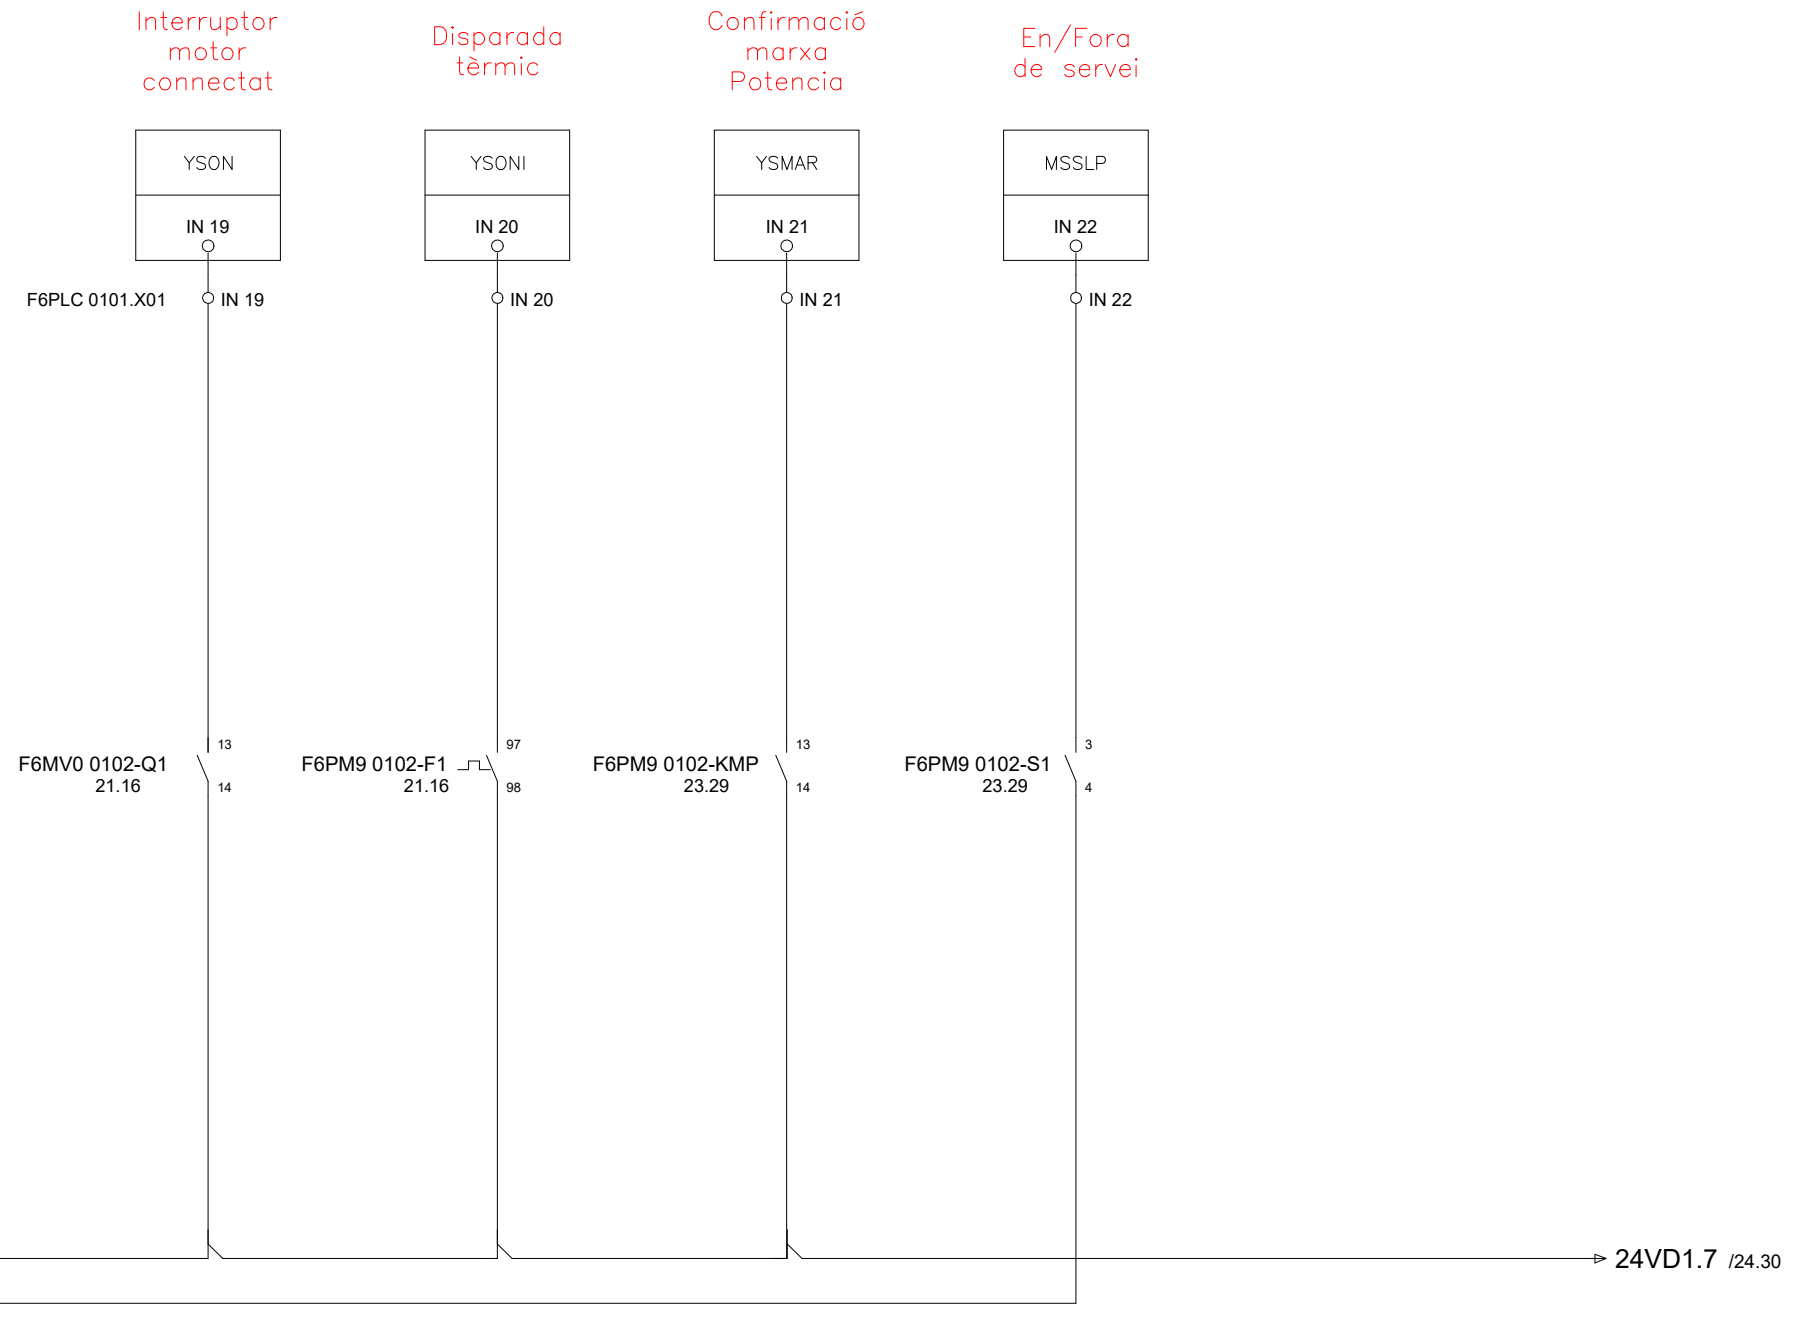 Interruptor
motor
connectat
Disparada
tèrmic
Confirmació
marxa
Potencia
En/Fora
de servei
YSON
YSONI
YSMAR
MSSLP
IN 19
IN 20
IN 21
IN 22
F6PLC 0101.X01
IN 19
IN 20
IN 21
IN 22
13
F6MV0 0102-Q1
21.16
14
97
F6PM9 0102-F1
21.16
98
13
F6PM9 0102-KMP
23.29
14
3
F6PM9 0102-S1
23.29
4
24VD1.7 /24.30